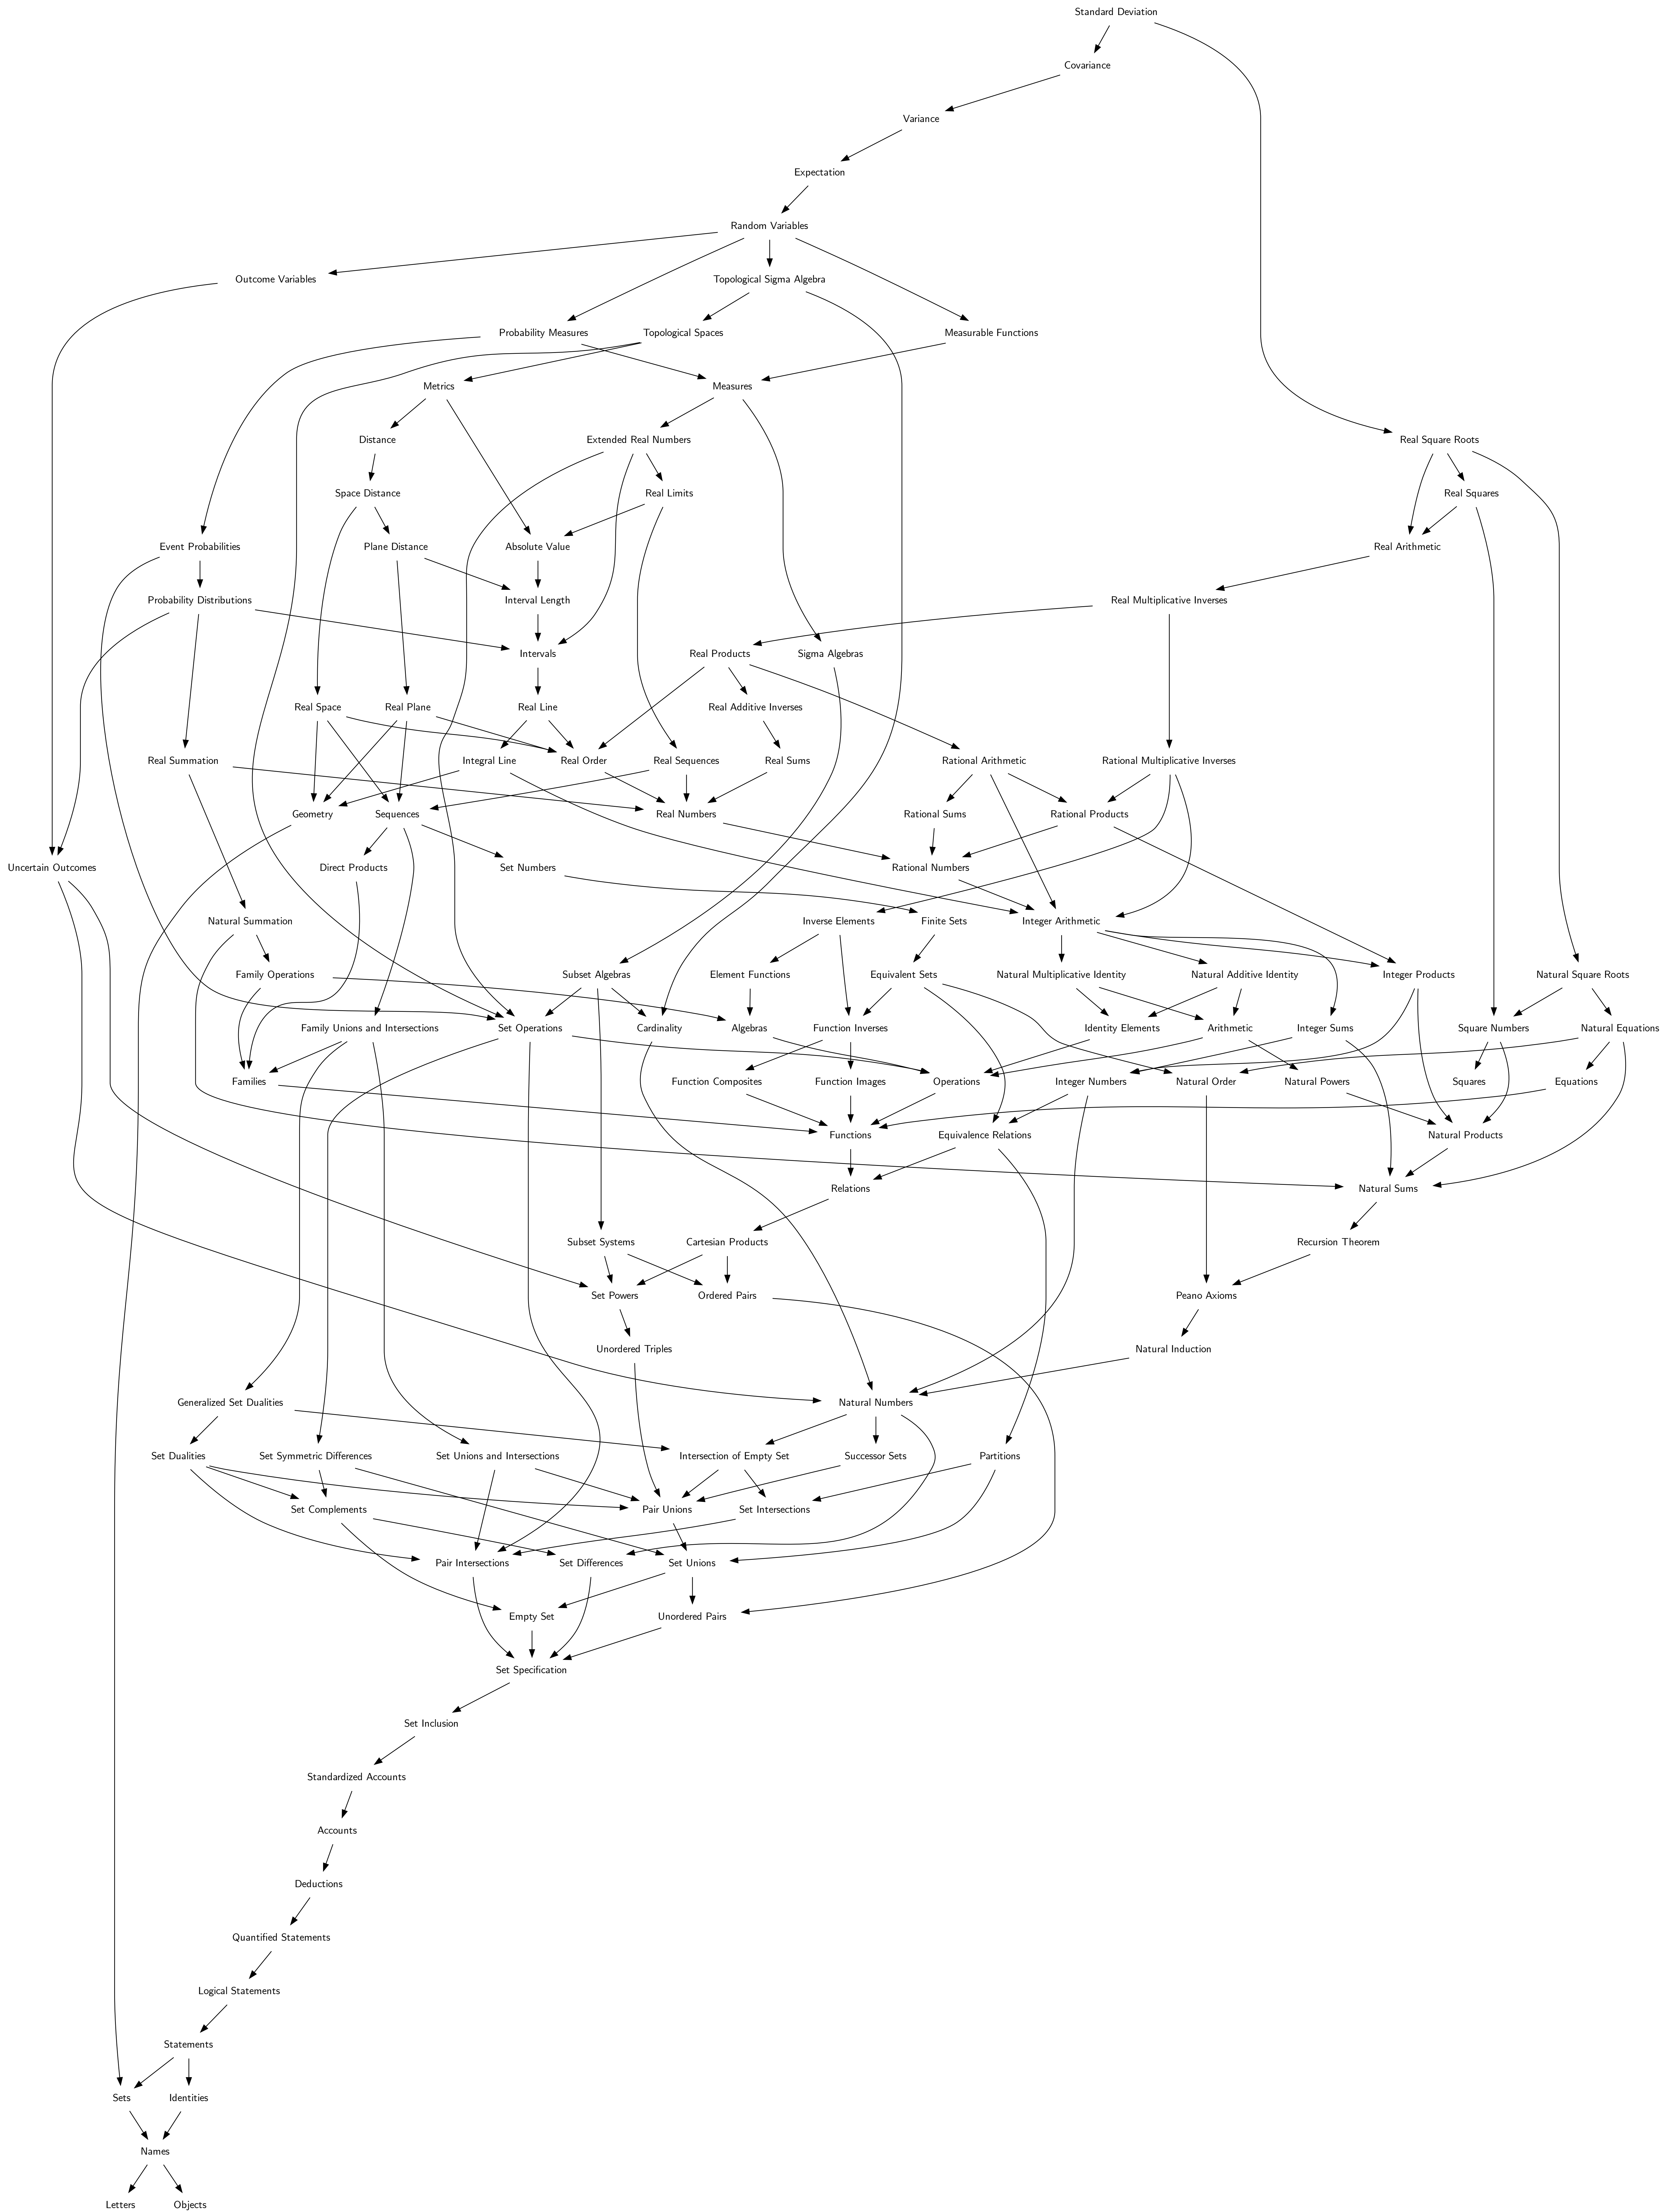 Standard Deviation
Covariance
Variance
Expectation
Random Variables
Outcome Variables
Topological Sigma Algebra
Probability Measures
Topological Spaces
Measurable Functions
Metrics
Measures
Distance
Extended Real Numbers
Real Square Roots
Space Distance
Real Limits
Real Squares
Event Probabilities
Plane Distance
Absolute Value
Real Arithmetic
Probability Distributions
Interval Length
Real Multiplicative Inverses
Intervals
Real Products
Sigma Algebras
Real Space
Real Plane
Real Line
Real Additive Inverses
Real Summation
Integral Line
Real Order
Real Sequences
Real Sums
Rational Arithmetic
Rational Multiplicative Inverses
Geometry
Sequences
Real Numbers
Rational Sums
Rational Products
Uncertain Outcomes
Direct Products
Set Numbers
Rational Numbers
Natural Summation
Inverse Elements
Finite Sets
Integer Arithmetic
Family Operations
Subset Algebras
Element Functions
Equivalent Sets
Natural Multiplicative Identity
Natural Additive Identity
Integer Products
Natural Square Roots
Family Unions and Intersections
Set Operations
Cardinality
Algebras
Function Inverses
Identity Elements
Arithmetic
Integer Sums
Square Numbers
Natural Equations
Families
Function Composites
Function Images
Operations
Integer Numbers
Natural Order
Natural Powers
Squares
Equations
Functions
Equivalence Relations
Natural Products
Relations
Natural Sums
Subset Systems
Cartesian Products
Recursion Theorem
Set Powers
Ordered Pairs
Peano Axioms
Unordered Triples
Natural Induction
Generalized Set Dualities
Natural Numbers
Set Dualities
Set Symmetric Differences
Set Unions and Intersections
Intersection of Empty Set
Successor Sets
Partitions
Set Complements
Pair Unions
Set Intersections
Pair Intersections
Set Differences
Set Unions
Empty Set
Unordered Pairs
Set Specification
Set Inclusion
Standardized Accounts
Accounts
Deductions
Quantified Statements
Logical Statements
Statements
Sets
Identities
Names
Letters
Objects